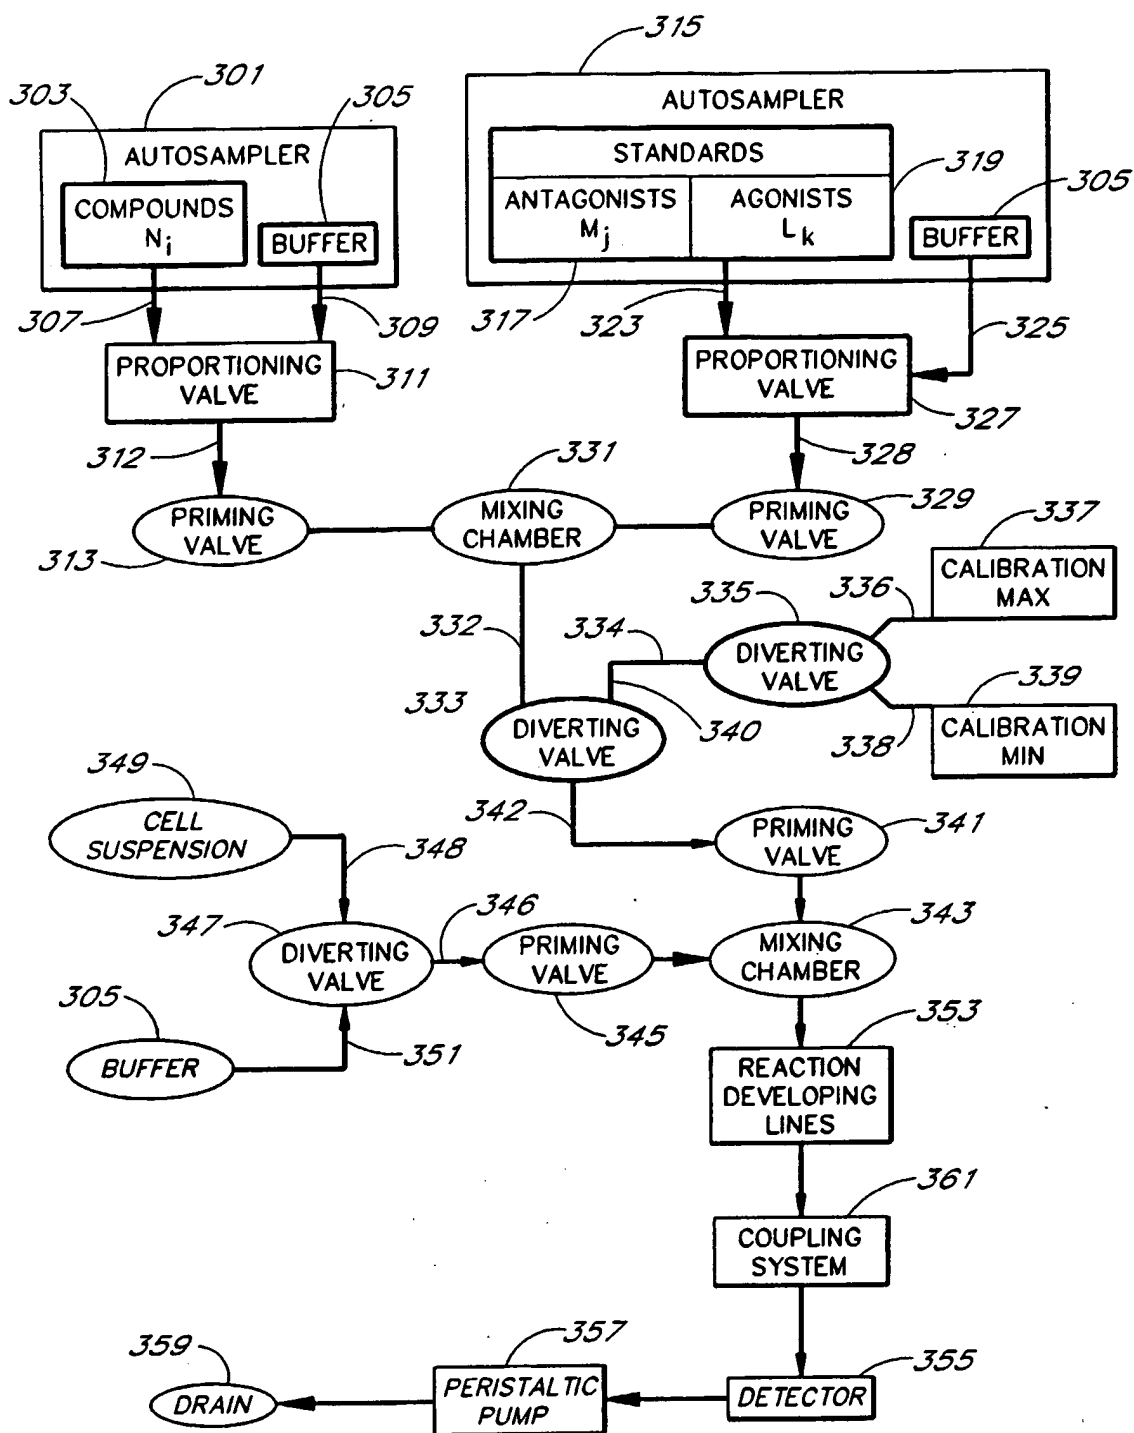 315
301
303
305
AUTOSAMPLER
AUTOSAMPLER
STANDARDS
319
305
COMPOUNDS
Ni
BUFFER
ANTAGONISTS
Mj
AGONISTS
Lk
BUFFER
307
309
317
323
325
PROPORTIONING
VALVE
311
PROPORTIONING
VALVE
327
312
331
328
329
PRIMING
VALVE
MIXING
CHAMBER
PRIMING
VALVE
313
337
CALIBRATION
MAX
335
336
332
334
333
DIVERTING
VALVE
339
340
338
DIVERTING
VALVE
CALIBRATION
MIN
349
342
341
CELL
SUSPENSION
PRIMING
VALVE
348
347
346
343
DIVERTING
VALVE
PRIMING
VALVE
MIXING
CHAMBER
305
351
345
353
BUFFER
REACTION
DEVELOPING
LINES
361
COUPLING
SYSTEM
359
357
355
DRAIN
PERISTALTIC
PUMP
DETECTOR